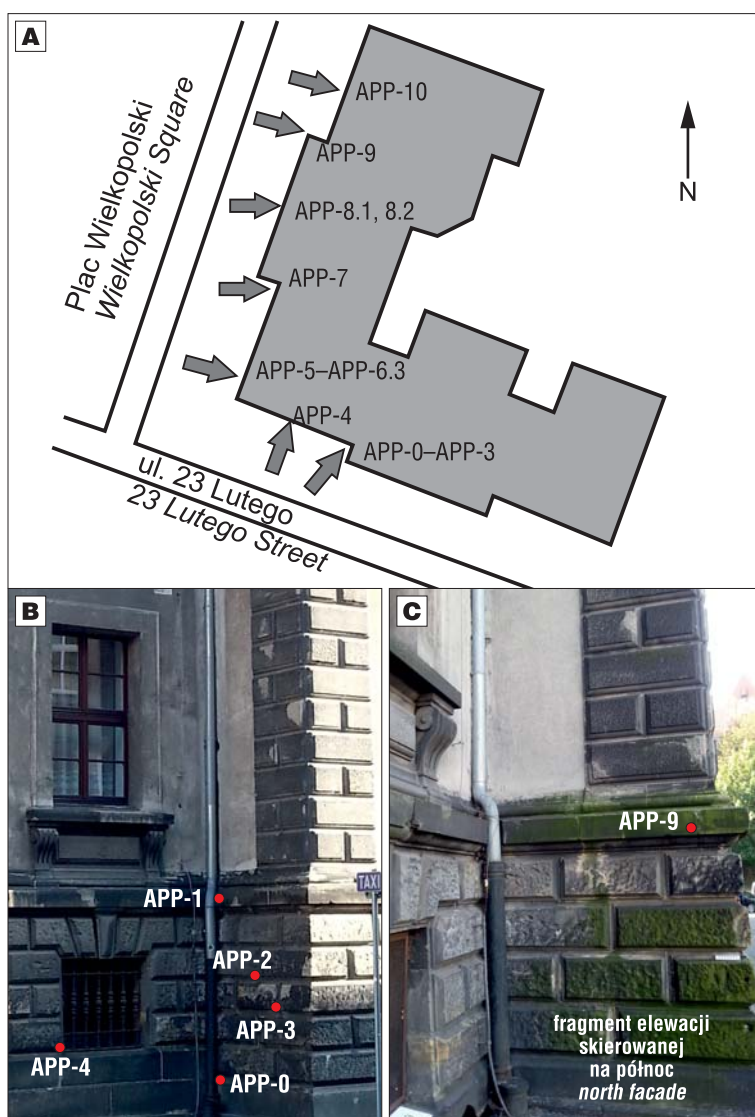 A
Plac Wielkopolski
Wielkopolski Square
APP-10
APP-9
APP-8.1, 8.2
APP-7
APP-5–APP-6.3
APP-4
APP-0–APP-3
N
ul. 23 Lutego
23 Lutego Street
B
TAXI
APP-1
APP-2
APP-3
APP-4
APP-0
C
APP-9
fragment elewacji
skierowanej
na północ
north facade